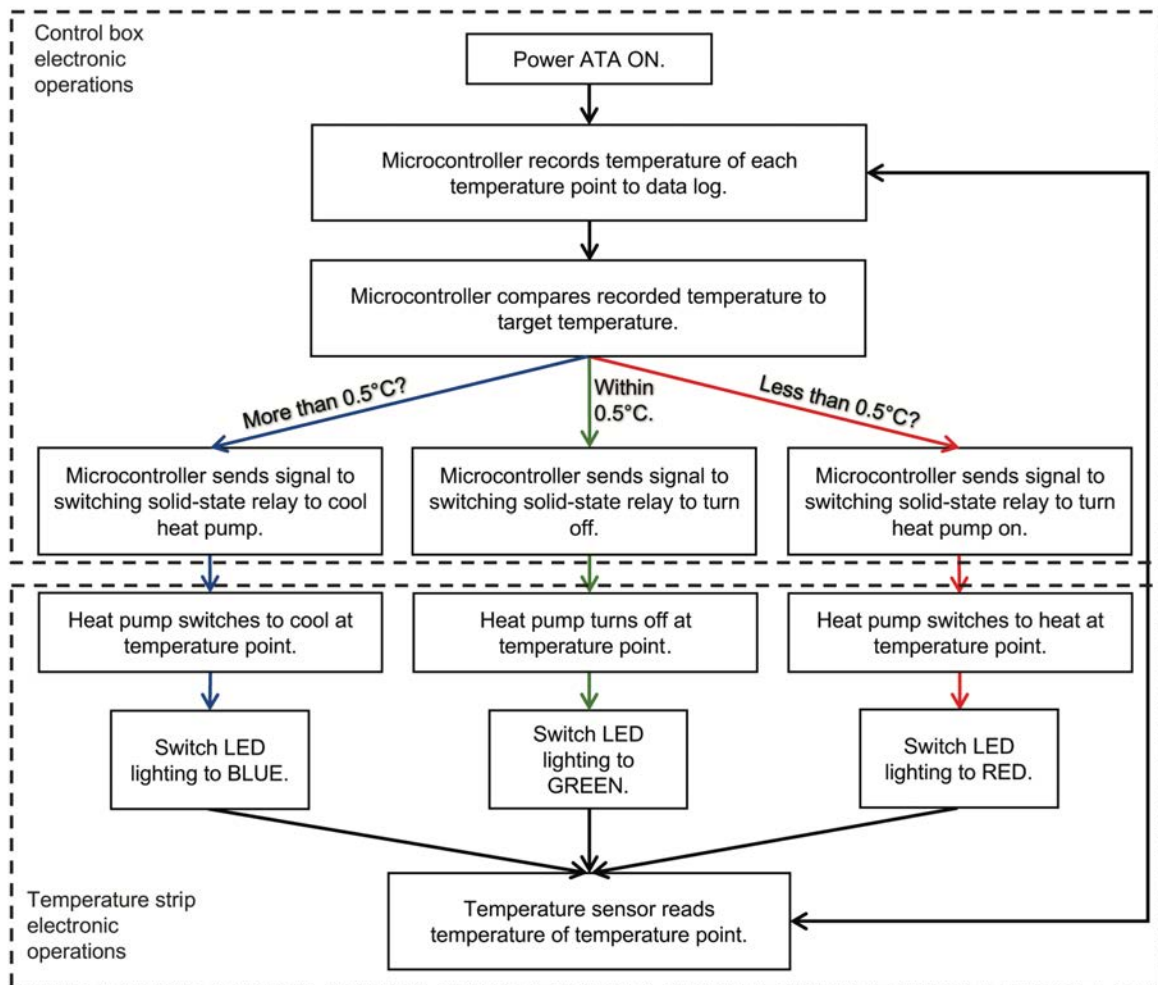 Control box
electronic
operations
Power ATA ON.
Microcontroller records temperature of each
temperature point to data log.
Microcontroller compares recorded temperature to
target temperature.
More than 0.5°C?
Within
0.5°C.
Less than 0.5°C?
Microcontroller sends signal to
switching solid-state relay to cool
heat pump.
Microcontroller sends signal to
switching solid-state relay to turn
off.
Microcontroller sends signal to
switching solid-state relay to turn
heat pump on.
Heat pump switches to cool at
temperature point.
Heat pump turns off at
temperature point.
Heat pump switches to heat at
temperature point.
Switch LED
lighting to BLUE.
Switch LED
lighting to
GREEN.
Switch LED
lighting to RED.
Temperature sensor reads
temperature of temperature point.
Temperature strip
electronic
operations